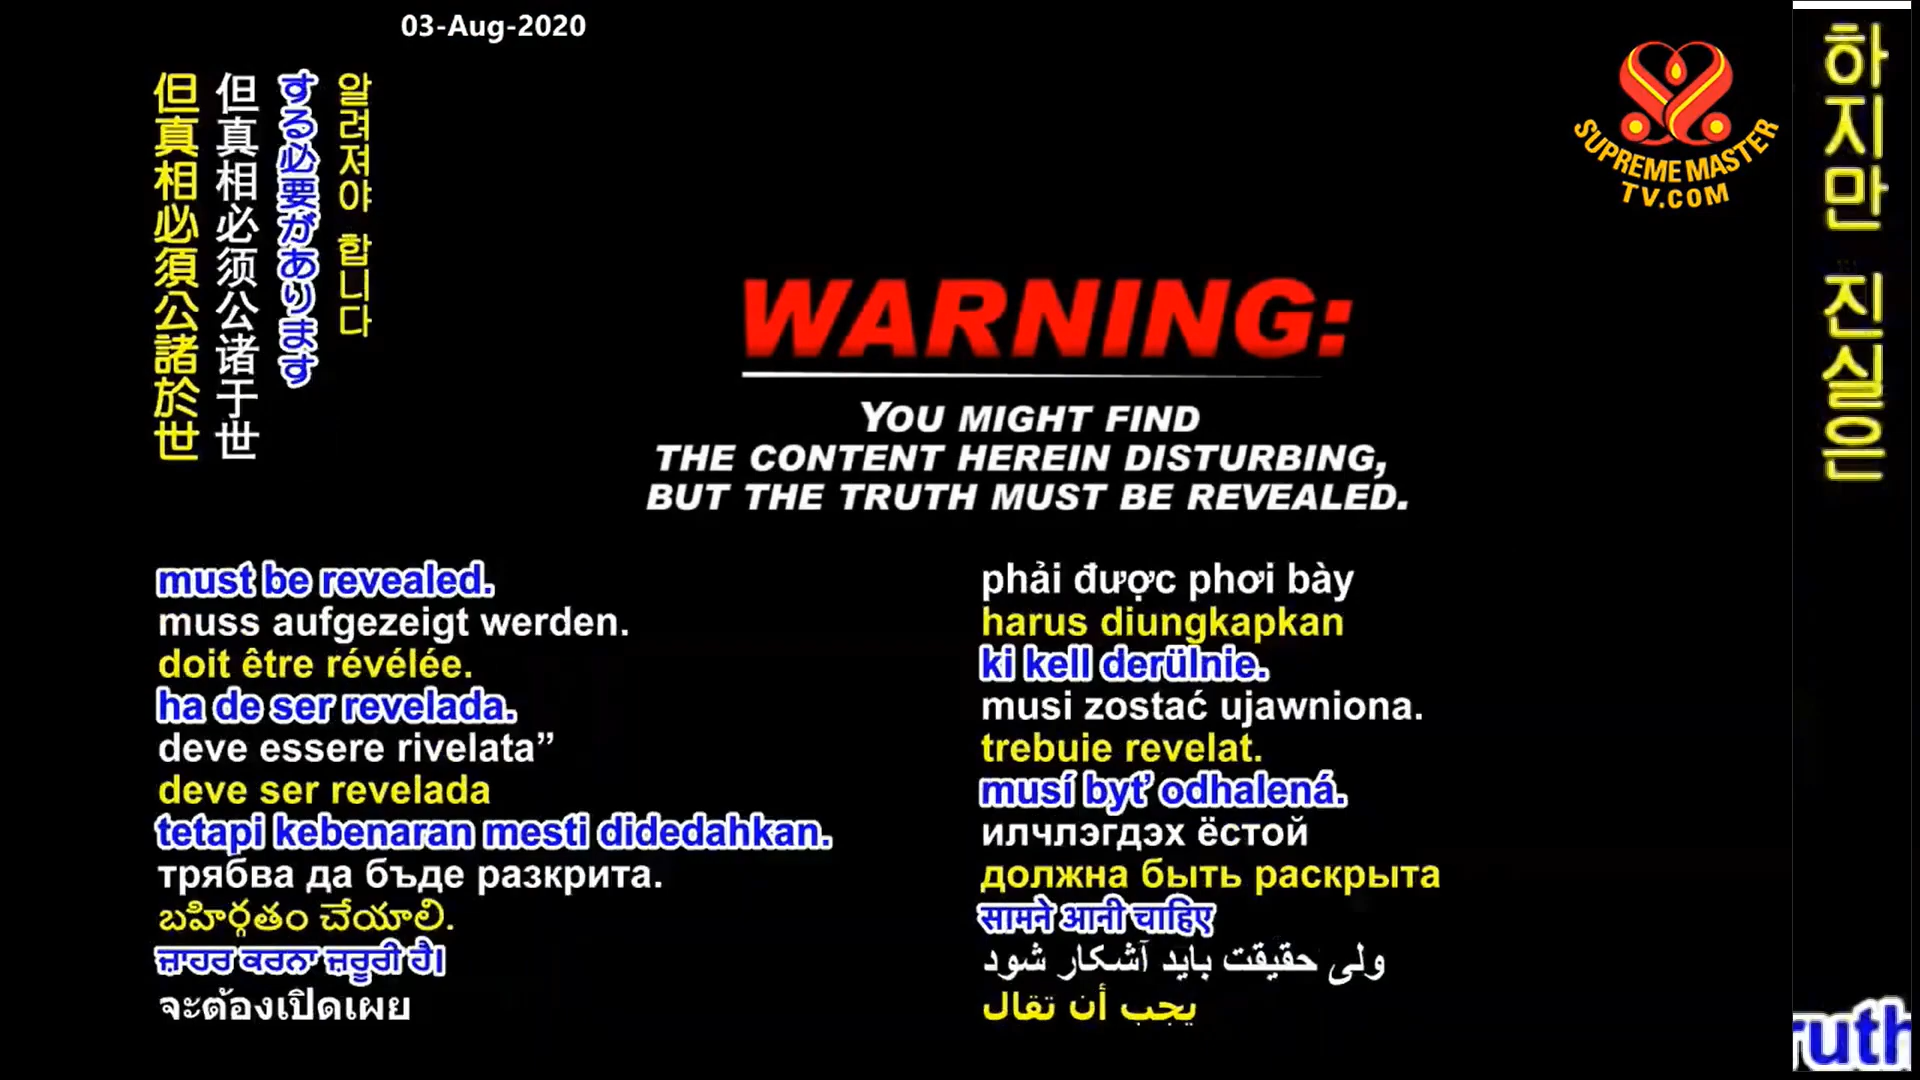 03-Aug-2020
但真相必須公諸於世
但真相必须公诸于世
する必要があります
알려져야 합니다
SUPREME MASTER
TV.COM
하지만 진실은
WARNING:
YOU MIGHT FIND
THE CONTENT HEREIN DISTURBING,
BUT THE TRUTH MUST BE REVEALED.
must be revealed.
muss aufgezeigt werden.
doit être révélée.
ha de ser revelada.
deve essere rivelata”
deve ser revelada
tetapi kebenaran mesti didedahkan.
трябва да бъде разкрита.
బహిర్గతం చేయాలి.
ਜ਼ਾਹਰ ਕਰਨਾ ਜ਼ਰੂਰੀ ਹੈ।
จะต้องเปิดเผย
phải được phơi bày
harus diungkapkan
ki kell derülnie.
musi zostać ujawniona.
trebuie revelat.
musí byť odhalená.
илчлэгдэх ёстой
должна быть раскрыта
सामने आनी चाहिए
ولی حقیقت باید آشکار شود
يجب أن تقال
ruth